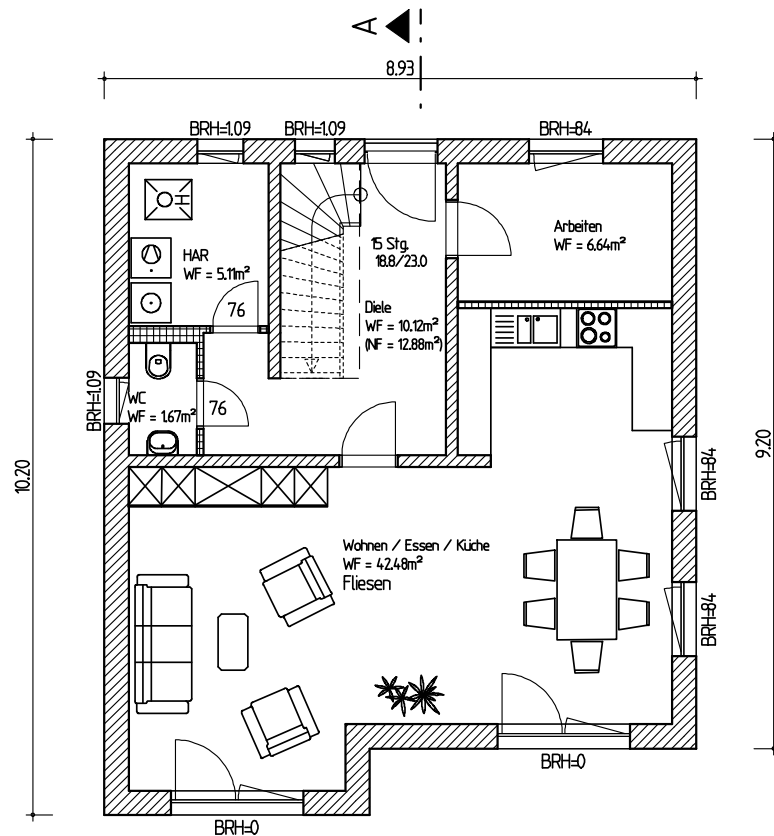 A
8.93
BRH=1.09
BRH=1.09
BRH=84
10.20
9.20
H
HAR
WF = 5.11m²
76
15 Stg.
18.8/23.0
Diele
WF = 10.12m²
(NF = 12.88m²)
Arbeiten
WF = 6.64m²
BRH=1.09
WC
WF = 1.67m²
76
BRH=84
Wohnen / Essen / Küche
WF = 42.48m²
Fliesen
BRH=84
BRH=0
BRH=0